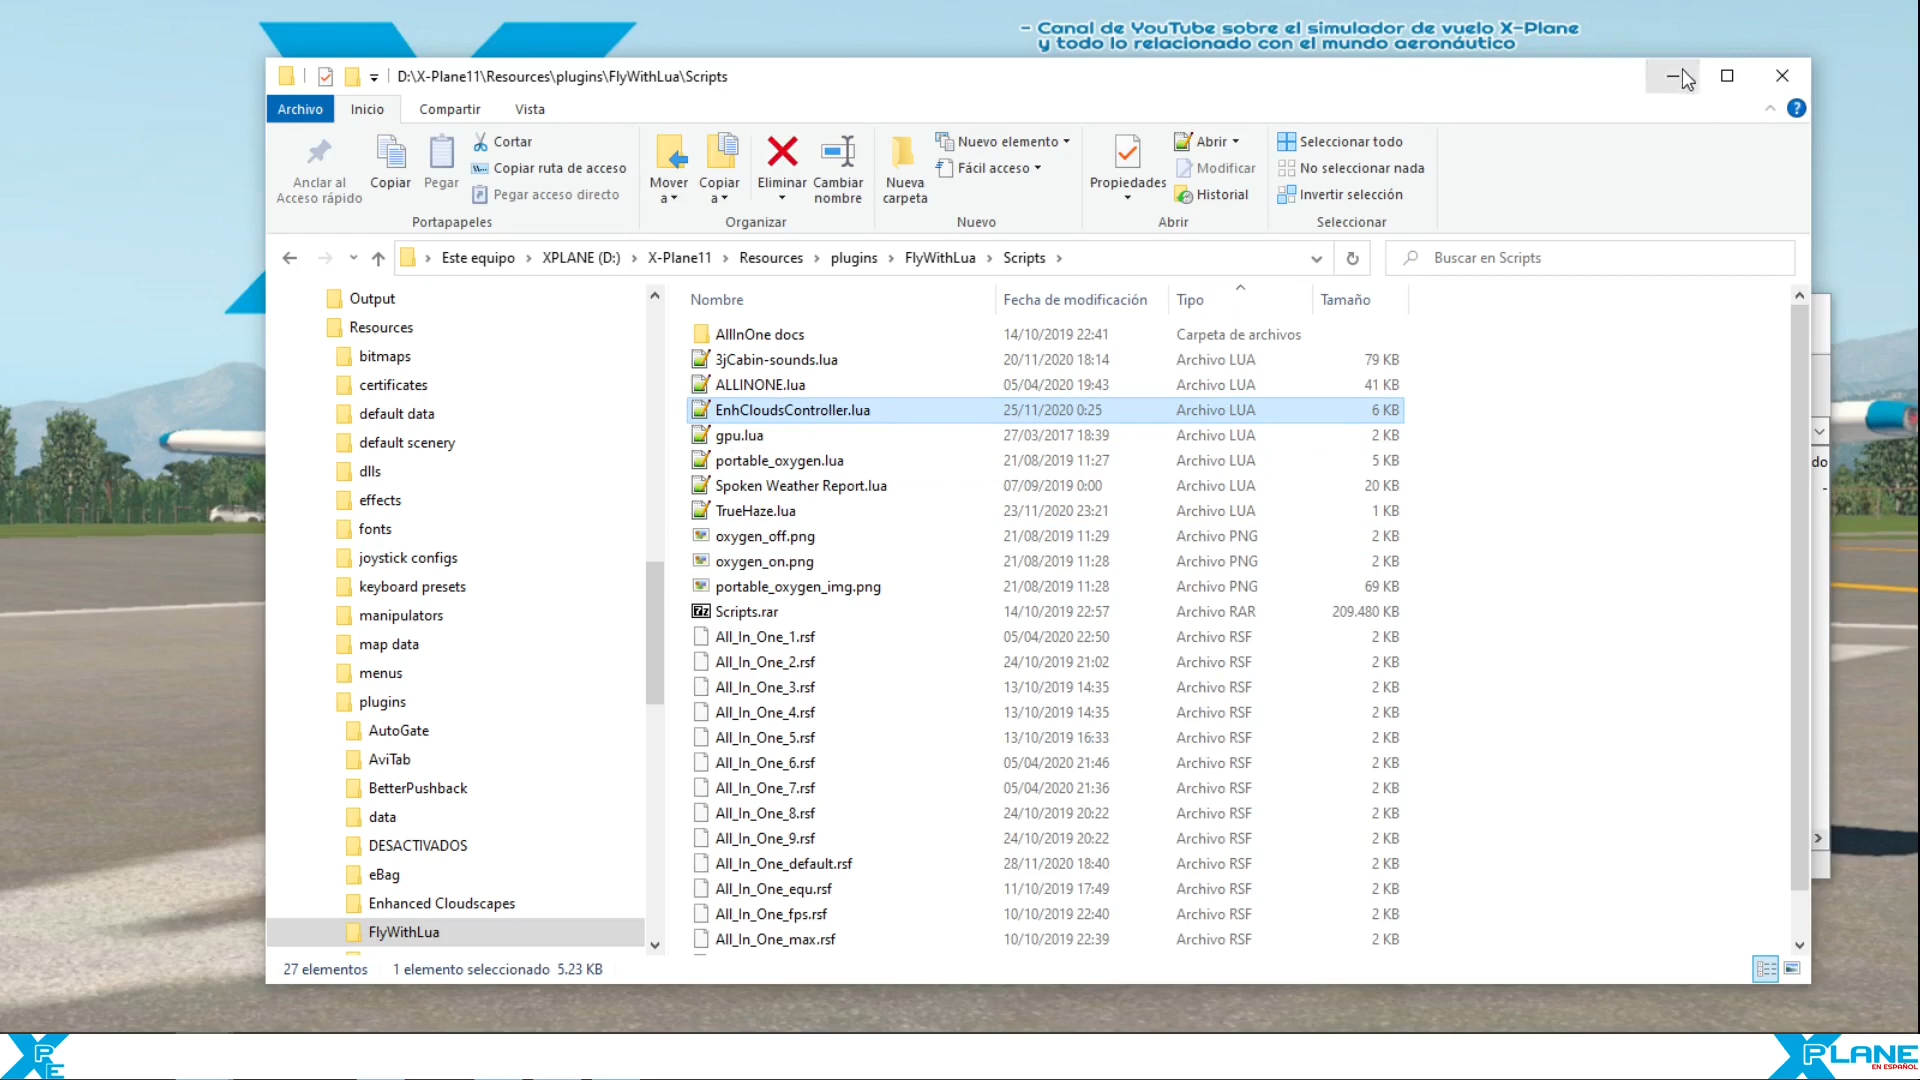 - Canal de YouTube sobre el simulador de vuelo X-Plane
y todo lo relacionado con el mundo aeronáutico
D:\X-Plane11\Resources\plugins\FlyWithLua\Scripts
Archivo
Inicio
Compartir
Vista
Anclar al
Acceso rápido
Copiar
Pegar
Cortar
Copiar ruta de acceso
Pegar acceso directo
Portapapeles
Mover
a
Copiar
a
Eliminar
Cambiar
nombre
Organizar
Nueva
carpeta
Nuevo elemento
Fácil acceso
Nuevo
Propiedades
Abrir
Modificar
Historial
Abrir
Seleccionar todo
No seleccionar nada
Invertir selección
Seleccionar
Este equipo > XPLANE (D:) > X-Plane11 > Resources > plugins > FlyWithLua > Scripts >
Buscar en Scripts
Output
Resources
bitmaps
certificates
default data
default scenery
dlls
effects
fonts
joystick configs
keyboard presets
manipulators
map data
menus
plugins
AutoGate
AviTab
BetterPushback
data
DESACTIVADOS
eBag
Enhanced Cloudscapes
FlyWithLua
Nombre Fecha de modificación Tipo Tamaño
AllInOne docs 14/10/2019 22:41 Carpeta de archivos
3jCabin-sounds.lua 20/11/2020 18:14 Archivo LUA 79 KB
ALLINONE.lua 05/04/2020 19:43 Archivo LUA 41 KB
EnhCloudsController.lua 25/11/2020 0:25 Archivo LUA 6 KB
gpu.lua 27/03/2017 18:39 Archivo LUA 2 KB
portable_oxygen.lua 21/08/2019 11:27 Archivo LUA 5 KB
Spoken Weather Report.lua 07/09/2019 0:00 Archivo LUA 20 KB
TrueHaze.lua 23/11/2020 23:21 Archivo LUA 1 KB
oxygen_off.png 21/08/2019 11:29 Archivo PNG 2 KB
oxygen_on.png 21/08/2019 11:28 Archivo PNG 2 KB
portable_oxygen_img.png 21/08/2019 11:28 Archivo PNG 69 KB
Scripts.rar 14/10/2019 22:57 Archivo RAR 209.480 KB
All_In_One_1.rsf 05/04/2020 22:50 Archivo RSF 2 KB
All_In_One_2.rsf 24/10/2019 21:02 Archivo RSF 2 KB
All_In_One_3.rsf 13/10/2019 14:35 Archivo RSF 2 KB
All_In_One_4.rsf 13/10/2019 14:35 Archivo RSF 2 KB
All_In_One_5.rsf 13/10/2019 16:33 Archivo RSF 2 KB
All_In_One_6.rsf 05/04/2020 21:46 Archivo RSF 2 KB
All_In_One_7.rsf 05/04/2020 21:36 Archivo RSF 2 KB
All_In_One_8.rsf 24/10/2019 20:22 Archivo RSF 2 KB
All_In_One_9.rsf 24/10/2019 20:22 Archivo RSF 2 KB
All_In_One_default.rsf 28/11/2020 18:40 Archivo RSF 2 KB
All_In_One_equ.rsf 11/10/2019 17:49 Archivo RSF 2 KB
All_In_One_fps.rsf 10/10/2019 22:40 Archivo RSF 2 KB
All_In_One_max.rsf 10/10/2019 22:39 Archivo RSF 2 KB
do
27 elementos 1 elemento seleccionado 5.23 KB
XPE
XPLANE
EN ESPAÑOL